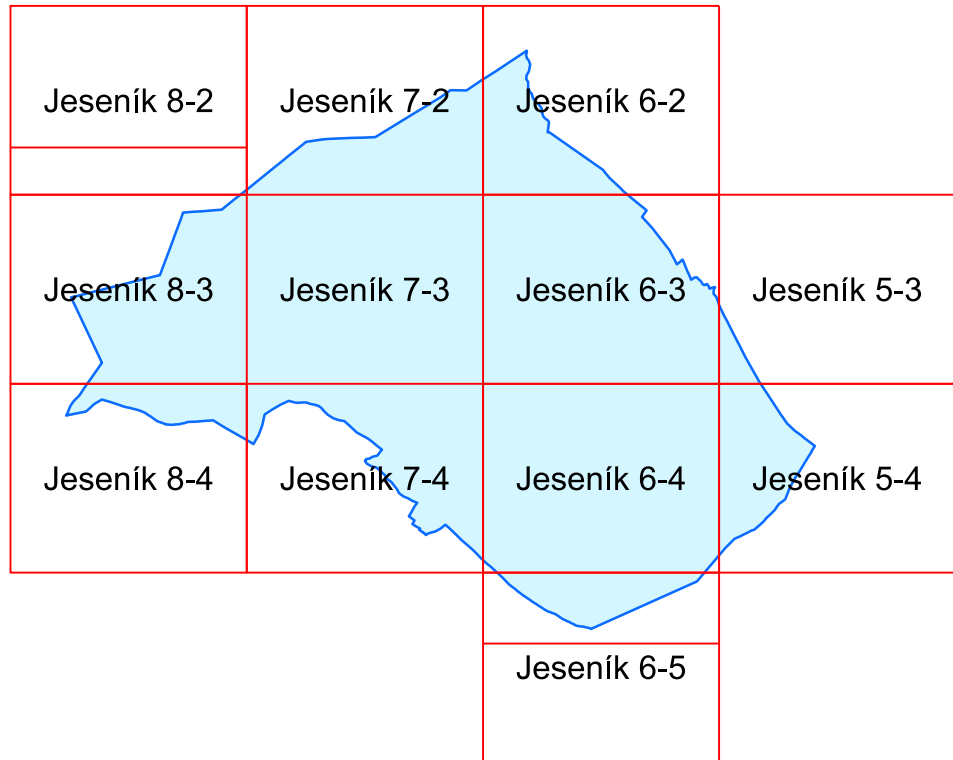 Jeseník 8-2
Jeseník 7-2
Jeseník 6-2
Jeseník 8-3
Jeseník 7-3
Jeseník 6-3
Jeseník 5-3
Jeseník 8-4
Jeseník 7-4
Jeseník 6-4
Jeseník 5-4
Jeseník 6-5